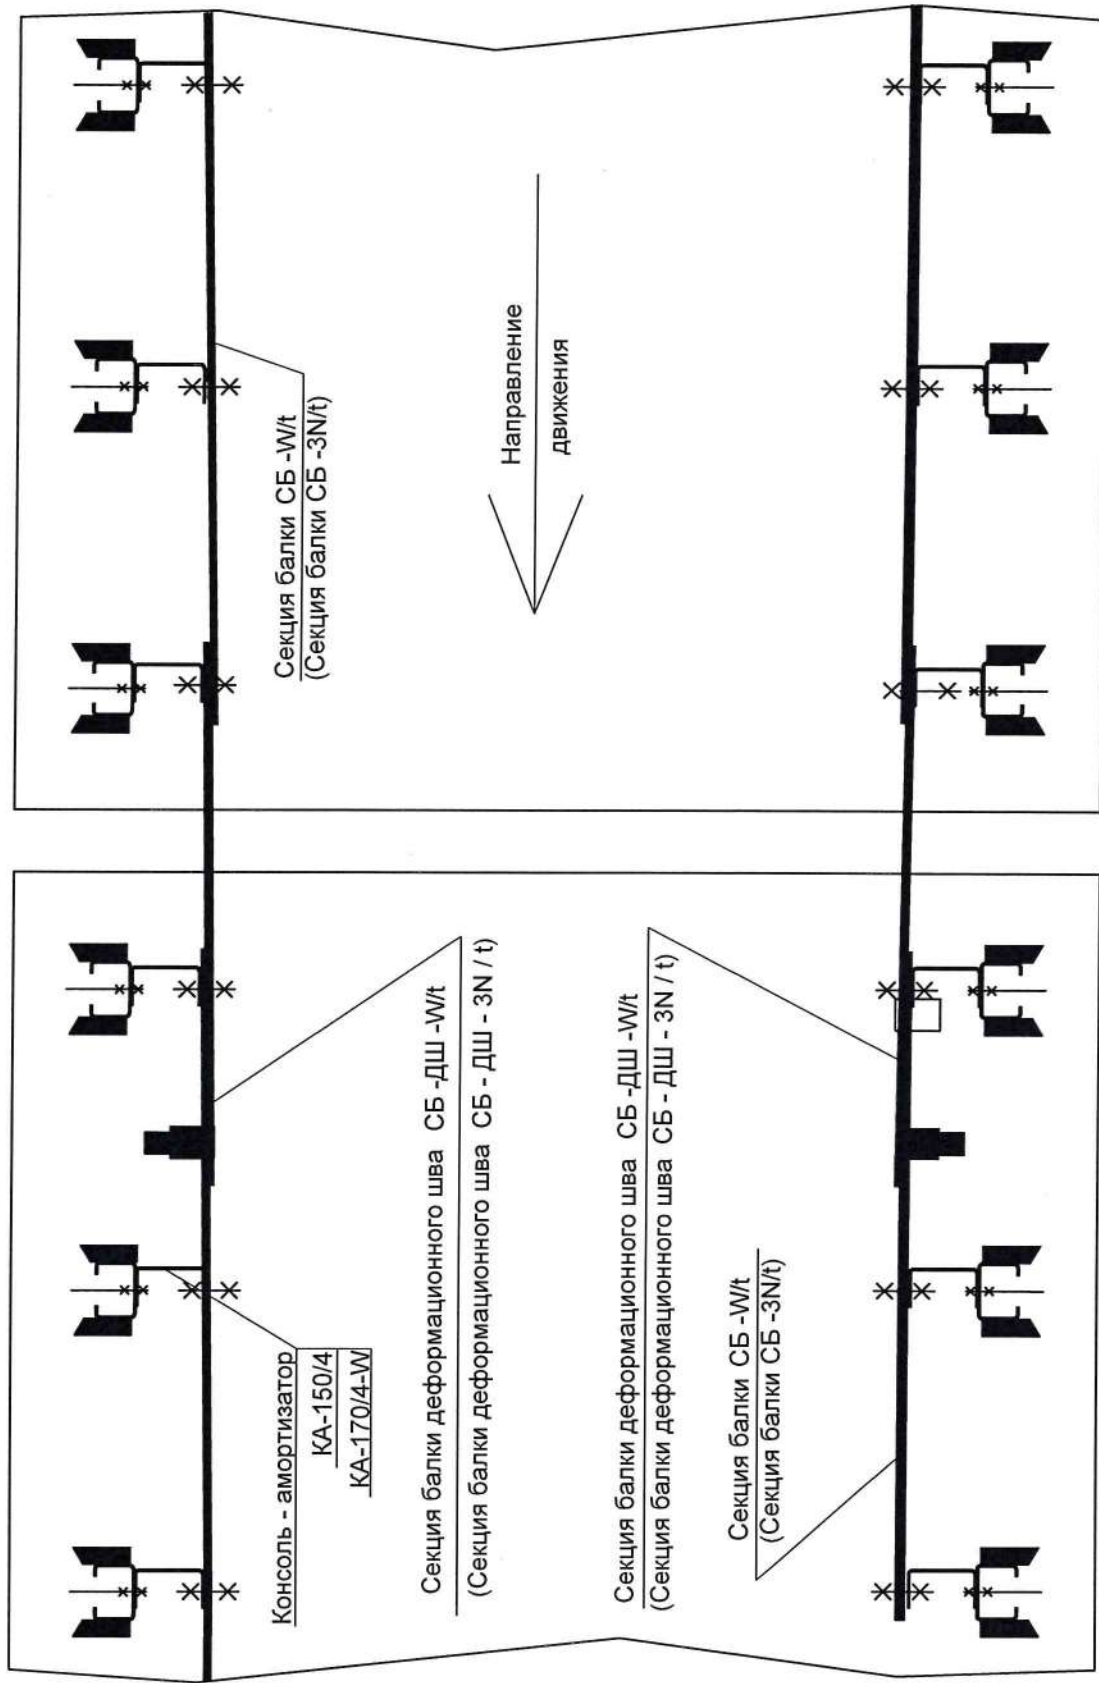 Секция балки СБ -W/t
(Секция балки СБ -3N/t)
Направление
движения
Консоль - амортизатор
КА-150/4
КА-170/4-W
Секция балки деформационного шва СБ -ДШ -W/t
(Секция балки деформационного шва СБ - ДШ - 3N / t)
Секция балки деформационного шва СБ -ДШ -W/t
(Секция балки деформационного шва СБ - ДШ - 3N / t)
Секция балки СБ -W/t
(Секция балки СБ -3N/t)